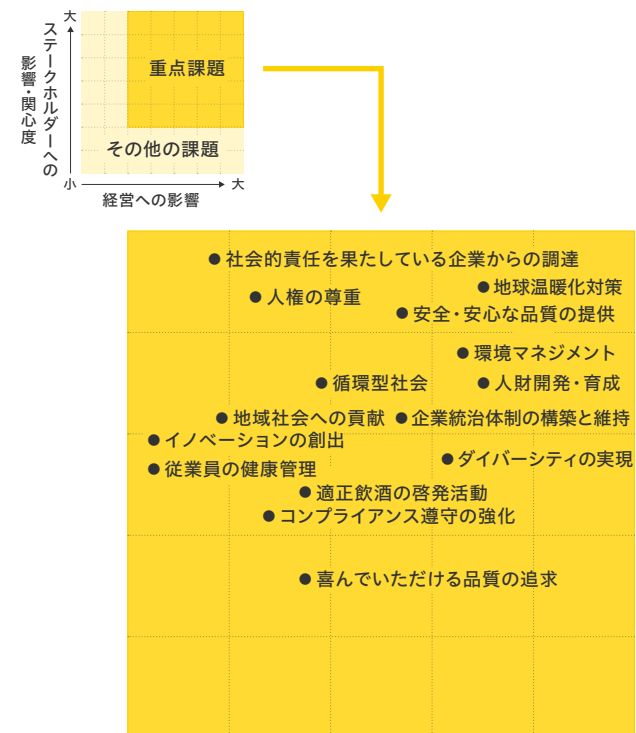 大
ステークホルダーへの
影響・関心度
重点課題
その他の課題
小
大
経営への影響
●社会的責任を果たしている企業からの調達
●地球温暖化対策
●人権の尊重
●安全・安心な品質の提供
●環境マネジメント
●循環型社会
●人財開発・育成
●地域社会への貢献
●企業統治体制の構築と維持
●イノベーションの創出
●ダイバーシティの実現
●従業員の健康管理
●適正飲酒の啓発活動
●コンプライアンス遵守の強化
●喜んでいただける品質の追求